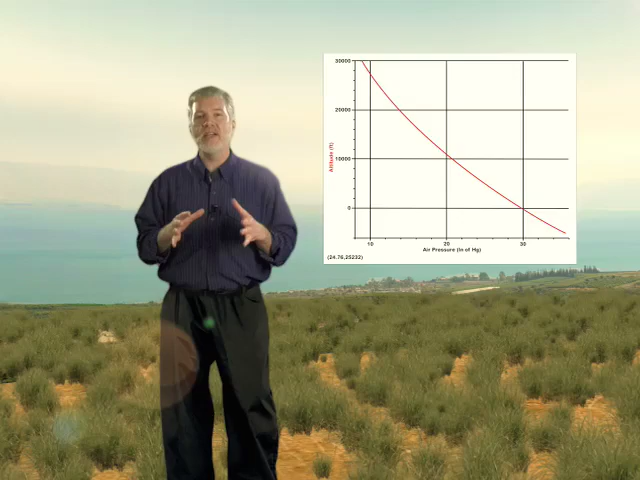 30000
20000
10000
0
Altitude (ft)
10 20 30
Air Pressure (in of Hg)
(24.76,25232)